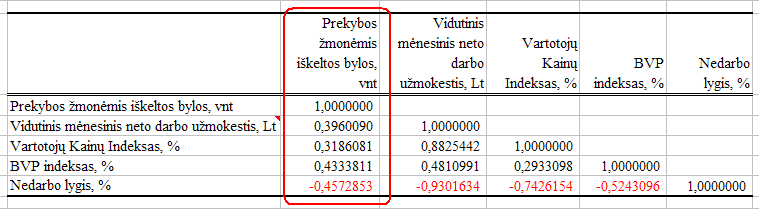 Prekybos žmonėmis iškeltos bylos, vnt
Vidutinis mėnesinis neto darbo užmokestis, Lt
Vartotojų Kainų Indeksas, %
BVP indeksas, %
Nedarbo lygis, %
Prekybos žmonėmis iškeltos bylos, vnt 1,0000000
Vidutinis mėnesinis neto darbo užmokestis, Lt 0,3960090 1,0000000
Vartotojų Kainų Indeksas, % 0,3186081 0,8825442 1,0000000
BVP indeksas, % 0,4333811 0,4810991 0,2933098 1,0000000
Nedarbo lygis, % -0,4572853 -0,9301634 -0,7426154 -0,5243096 1,0000000